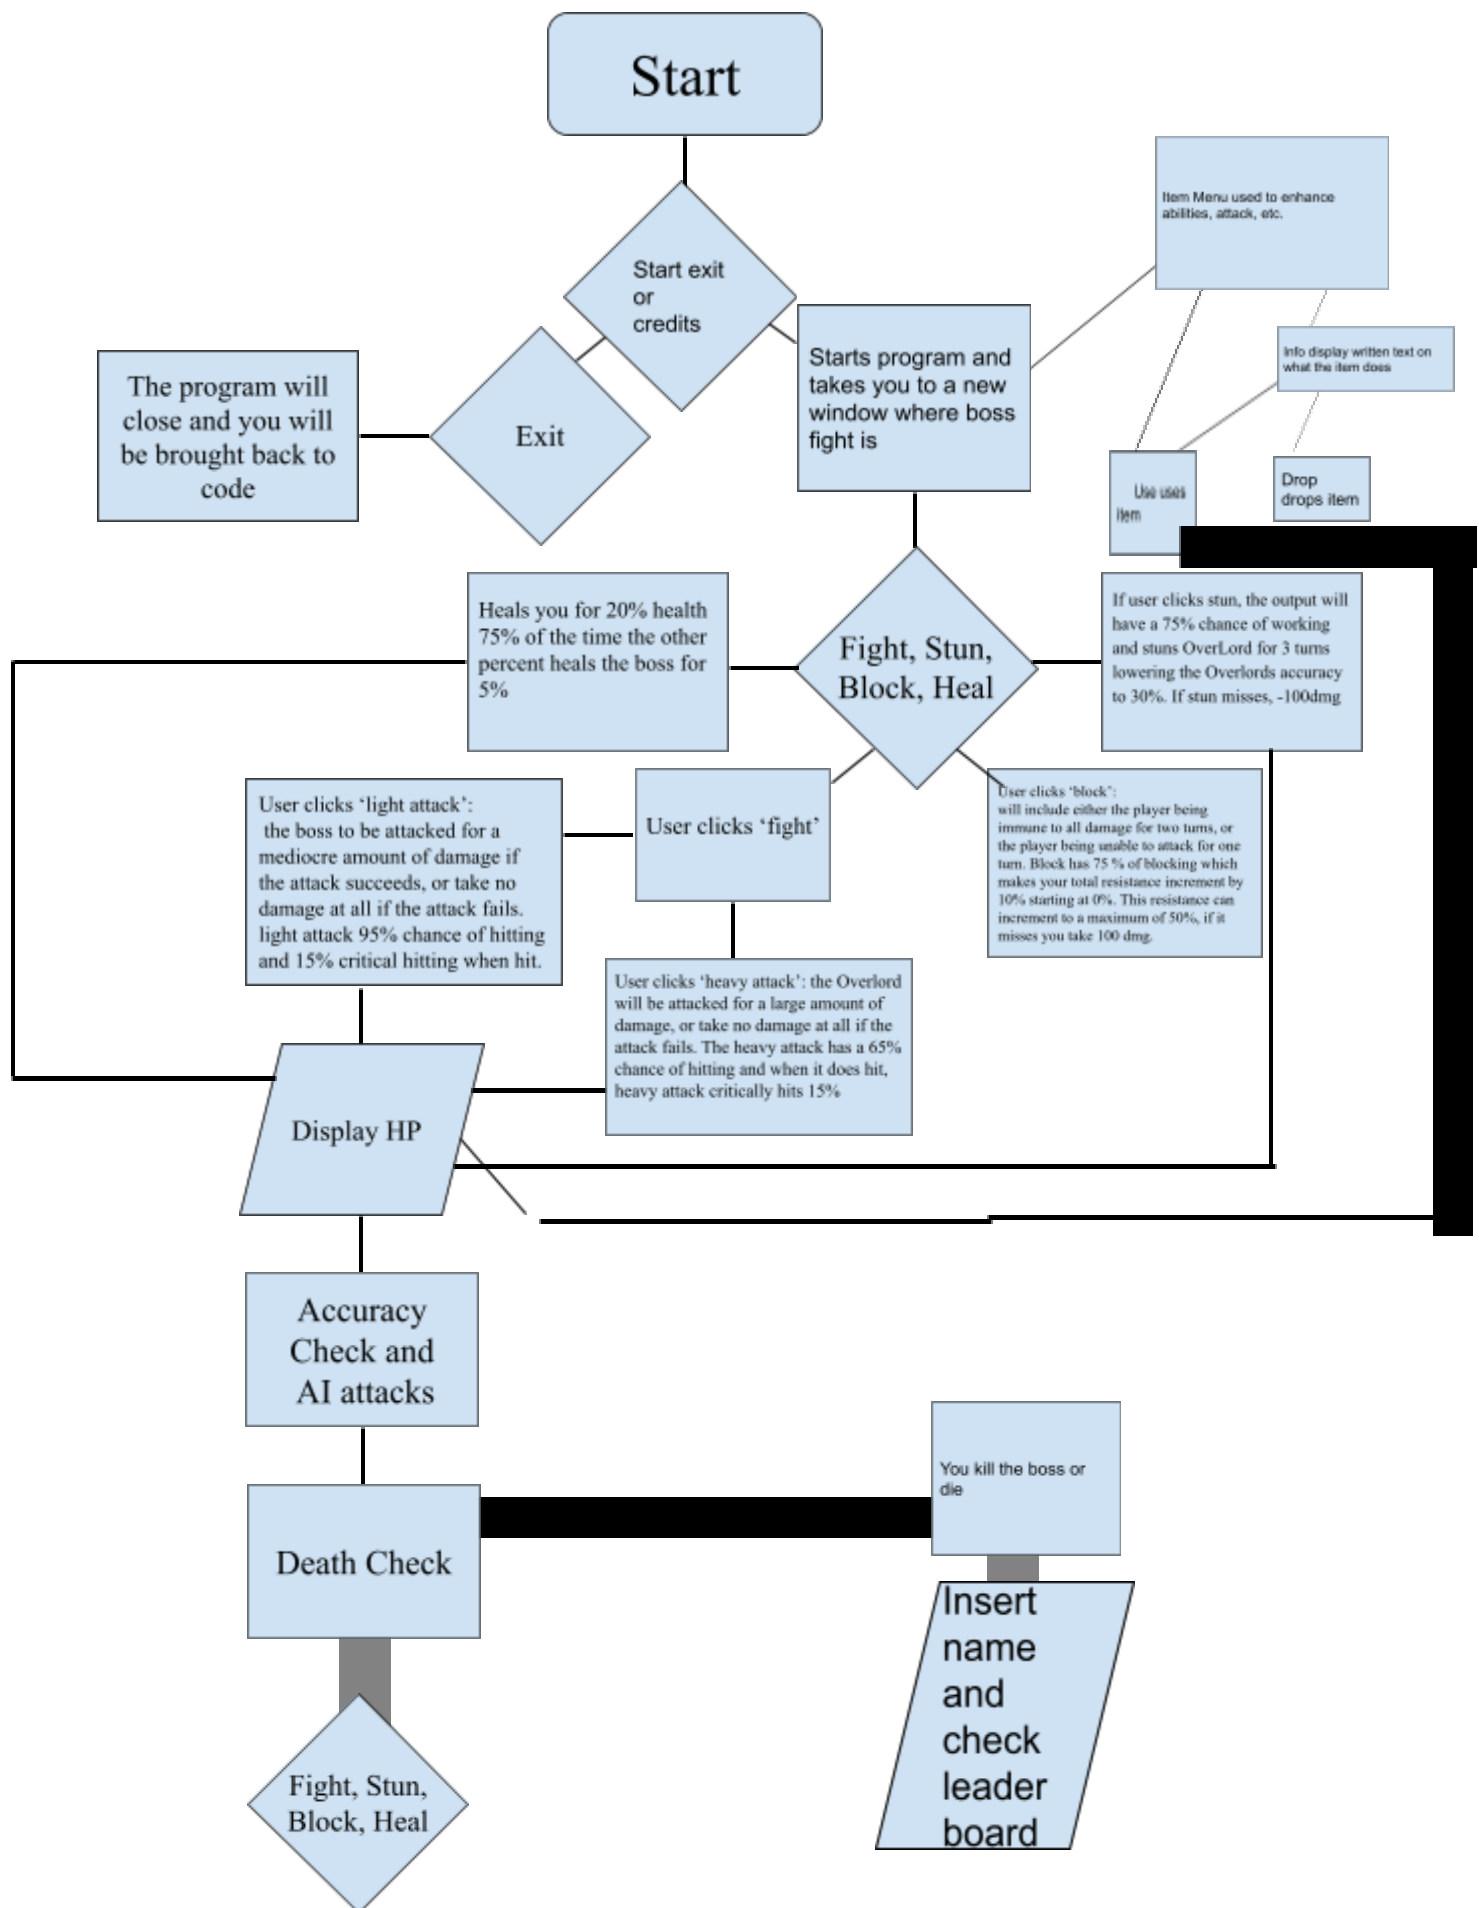 Start
Item Menu used to enhance
abilities, attack, etc.
Start exit
or
credits
Info display written text on
what the item does
Starts program and
takes you to a new
window where boss
fight is
The program will
close and you will
be brought back to
code
Exit
Use uses
item
Drop
drops item
Heals you for 20% health
75% of the time the other
percent heals the boss for
5%
Fight, Stun,
Block, Heal
If user clicks stun, the output will
have a 75% chance of working
and stuns OverLord for 3 turns
lowering the Overlords accuracy
to 30%. If stun misses, -100dmg
User clicks ‘light attack’:
the boss to be attacked for a
mediocre amount of damage if
the attack succeeds, or take no
damage at all if the attack fails.
light attack 95% chance of hitting
and 15% critical hitting when hit.
User clicks ‘fight’
User clicks ‘block’:
will include either the player being
immune to all damage for two turns, or
the player being unable to attack for one
turn. Block has 75 % of blocking which
makes your total resistance increment by
10% starting at 0%. This resistance can
increment to a maximum of 50%, if it
misses you take 100 dmg.
User clicks ‘heavy attack’: the Overlord
will be attacked for a large amount of
damage, or take no damage at all if the
attack fails. The heavy attack has a 65%
chance of hitting and when it does hit,
heavy attack critically hits 15%
Display HP
Accuracy
Check and
AI attacks
You kill the boss or
die
Death Check
Insert
name
and
check
leader
board
Fight, Stun,
Block, Heal